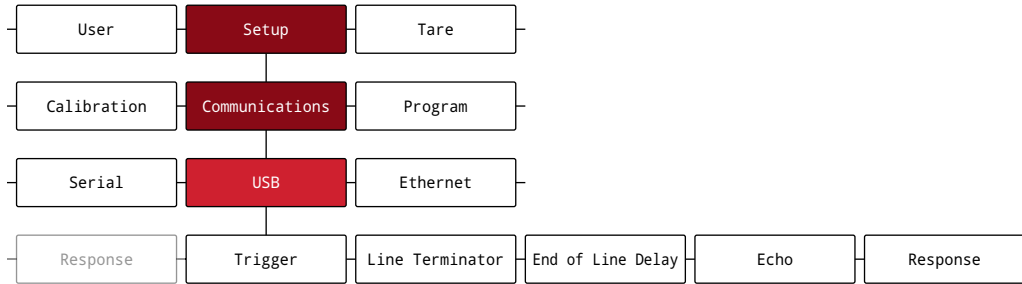 User Setup Tare
Calibration Communications Program
Serial USB Ethernet
Response Trigger Line Terminator End of Line Delay Echo Response